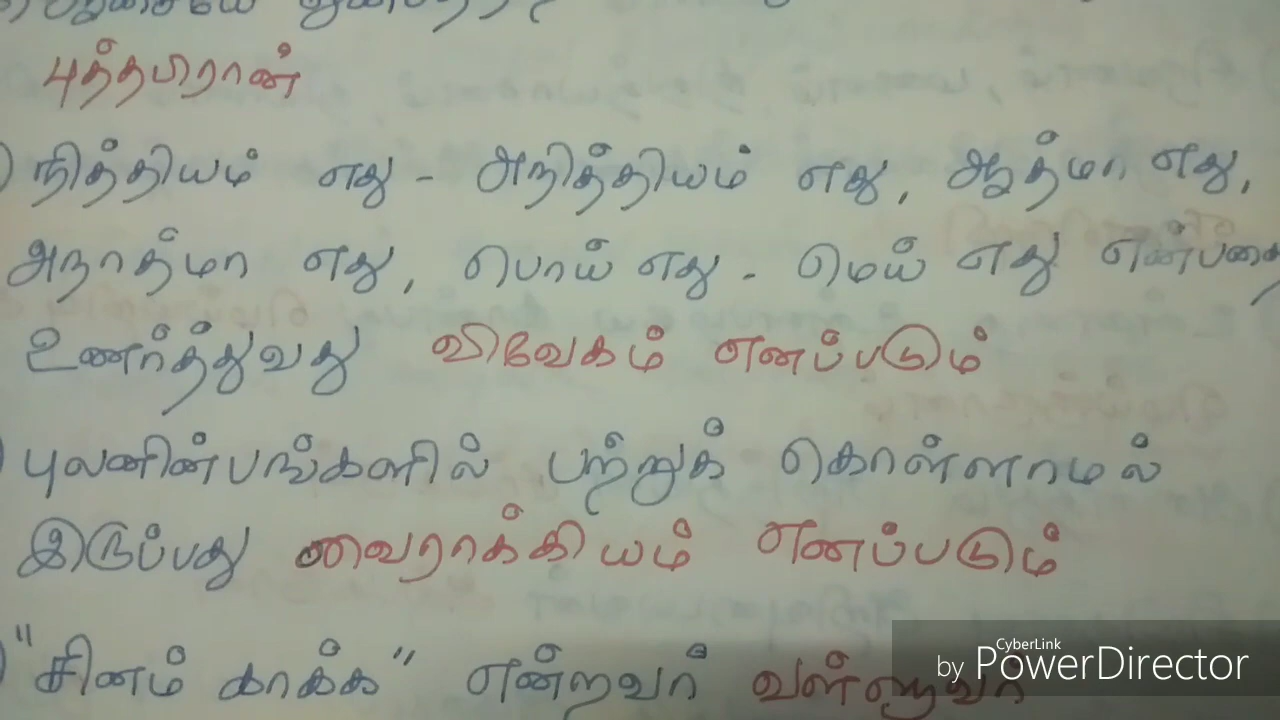 புத்தபிரான்
நித்தியம் எது - அநித்தியம் எது, ஆத்மா எது,
அநாத்மா எது, பொய் எது - மெய் எது என்பதை
உணர்த்துவது விவேகம் எனப்படும்
புலனின்பங்களில் பற்றுக் கொள்ளாமல்
இருப்பது வைராக்கியம் எனப்படும்
"சினம் காக்க" என்றவர் வள்ளுவர்
CyberLink
by PowerDirector